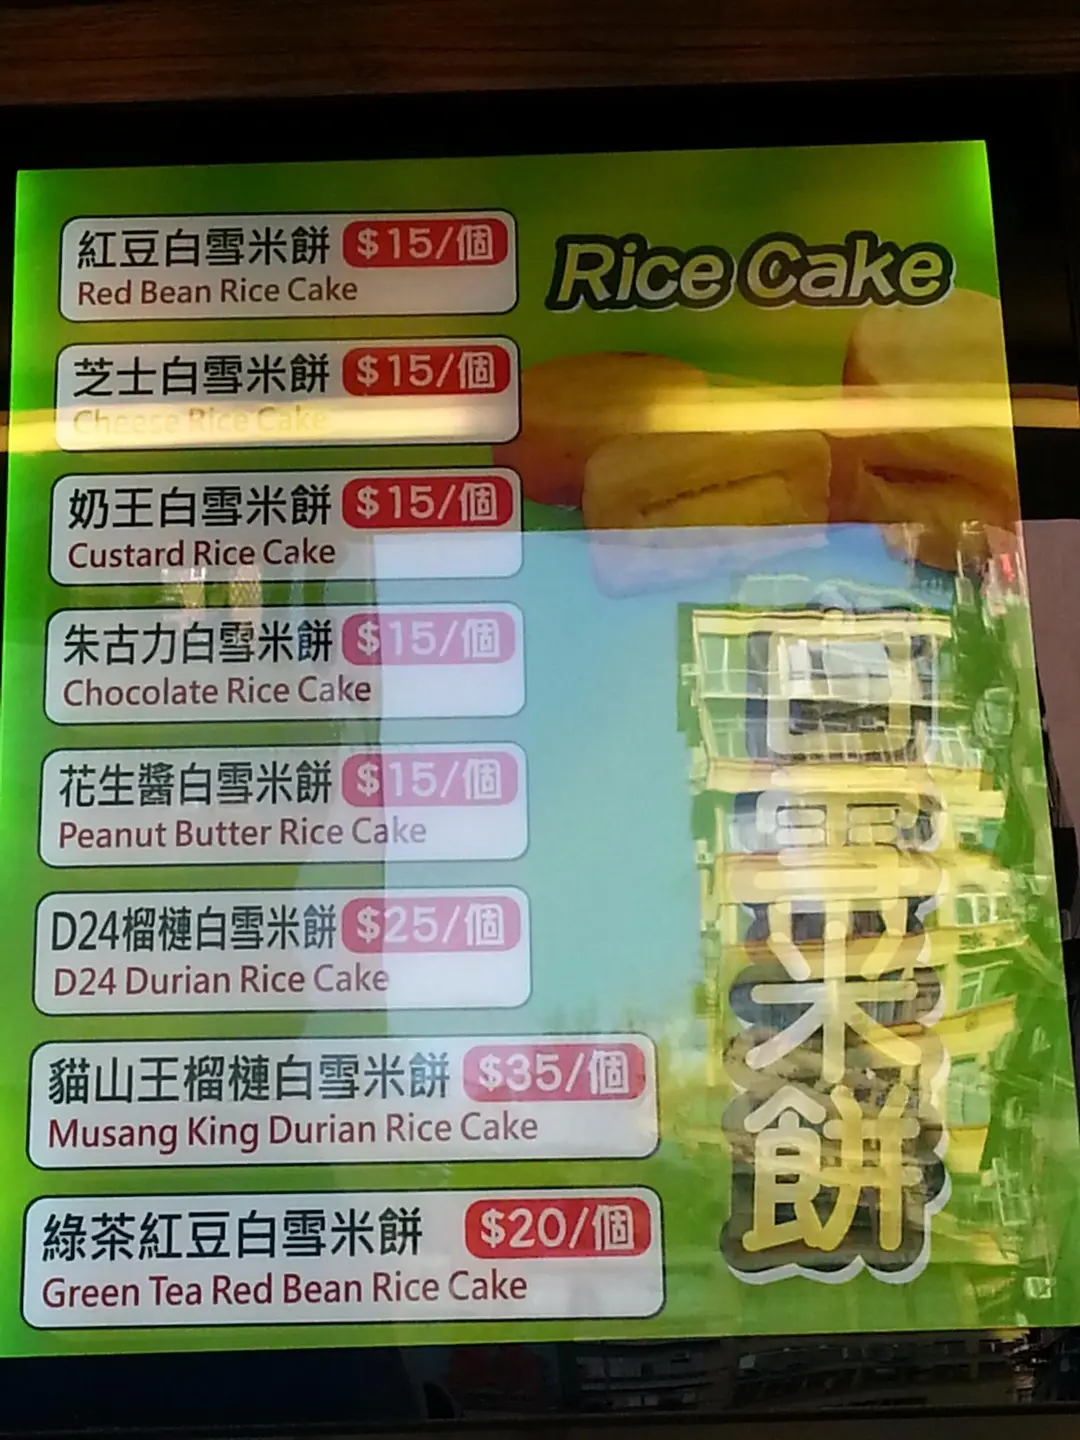 紅豆白雪米餅 $15/個
Red Bean Rice Cake
Rice Cake
芝士白雪米餅 $15/個
Cheese Rice Cake
奶王白雪米餅 $15/個
Custard Rice Cake
朱古力白雪米餅 $15/個
Chocolate Rice Cake
花生醬白雪米餅 $15/個
Peanut Butter Rice Cake
D24榴槤白雪米餅 $25/個
D24 Durian Rice Cake
貓山王榴槤白雪米餅 $35/個
Musang King Durian Rice Cake
綠茶紅豆白雪米餅 $20/個
Green Tea Red Bean Rice Cake
白雪米餅